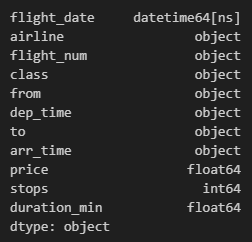 flight_date datetime64[ns]
airline object
flight_num object
class object
from object
dep_time object
to object
arr_time object
price float64
stops int64
duration_min float64
dtype: object